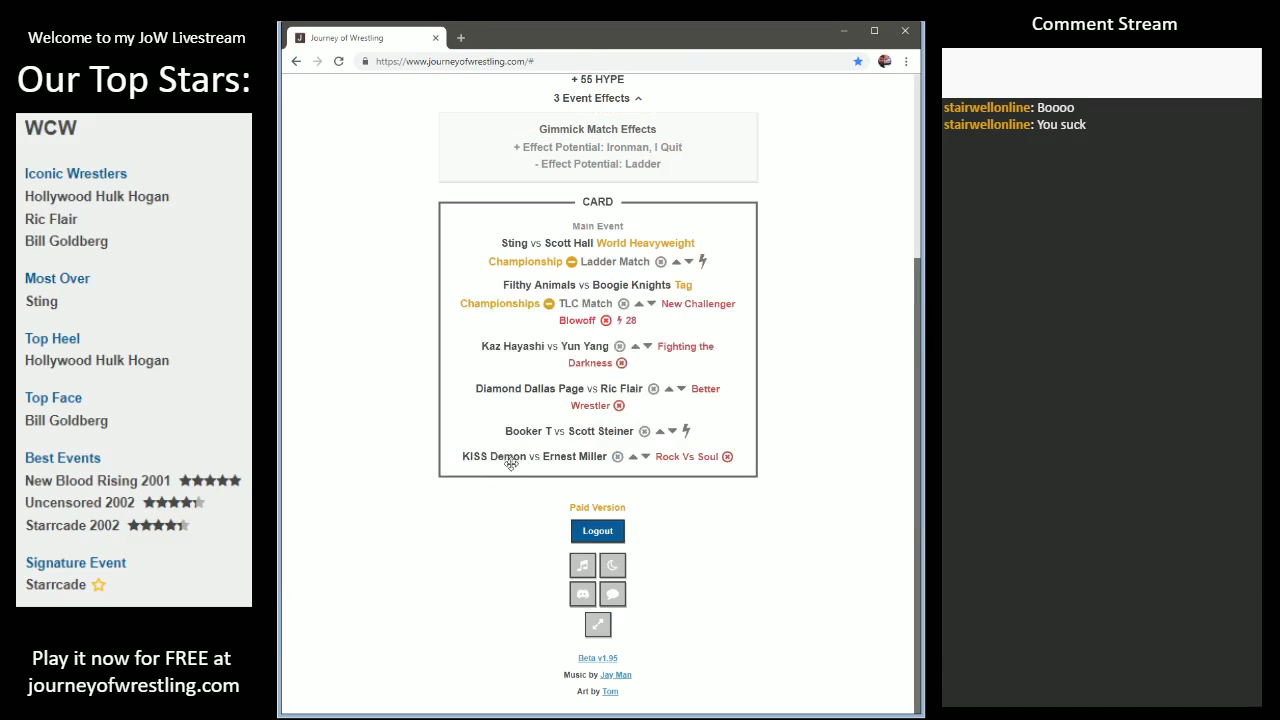 Welcome to my JoW Livestream
Our Top Stars:
WCW
Iconic Wrestlers
Hollywood Hulk Hogan
Ric Flair
Bill Goldberg
Most Over
Sting
Top Heel
Hollywood Hulk Hogan
Top Face
Bill Goldberg
Best Events
New Blood Rising 2001
Uncensored 2002
Starrcade 2002
Signature Event
Starrcade
Play it now for FREE at
journeyofwrestling.com
Journey of Wrestling
https://www.journeyofwrestling.com/#
+ 55 HYPE
3 Event Effects
Gimmick Match Effects
+ Effect Potential: Ironman, I Quit
- Effect Potential: Ladder
CARD
Main Event
Sting vs Scott Hall World Heavyweight
Championship Ladder Match
Filthy Animals vs Boogie Knights Tag
Championships TLC Match New Challenger
Blowoff 28
Kaz Hayashi vs Yun Yang Fighting the
Darkness
Diamond Dallas Page vs Ric Flair Better
Wrestler
Booker T vs Scott Steiner
KISS Demon vs Ernest Miller Rock Vs Soul
Paid Version
Logout
Beta v1.95
Music by Jay Man
Art by Tom
Comment Stream
stairwellonline: Boooo
stairwellonline: You suck